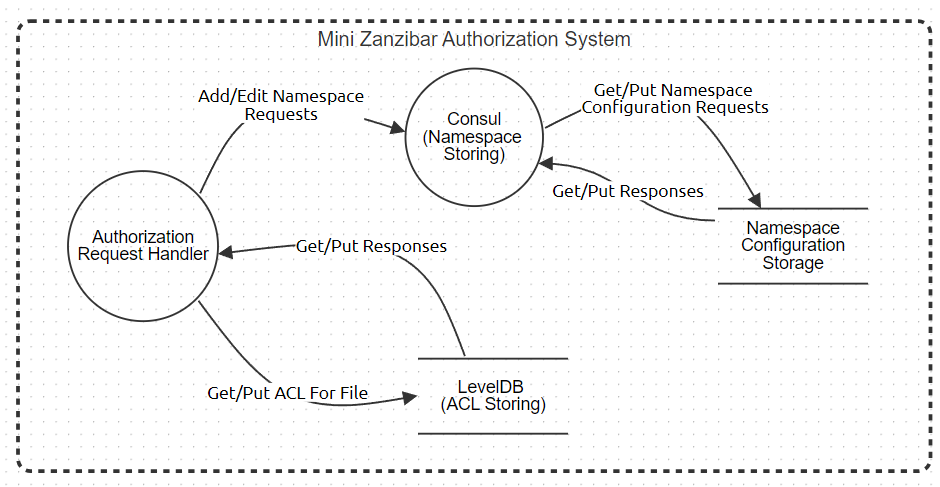 Mini Zanzibar Authorization System
Add/Edit Namespace
Requests
Consul
(Namespace
Storing)
Get/Put Namespace
Configuration Requests
Get/Put Responses
Authorization
Request Handler
Get/Put Responses
Namespace
Configuration
Storage
Get/Put ACL For File
LevelDB
(ACL Storing)